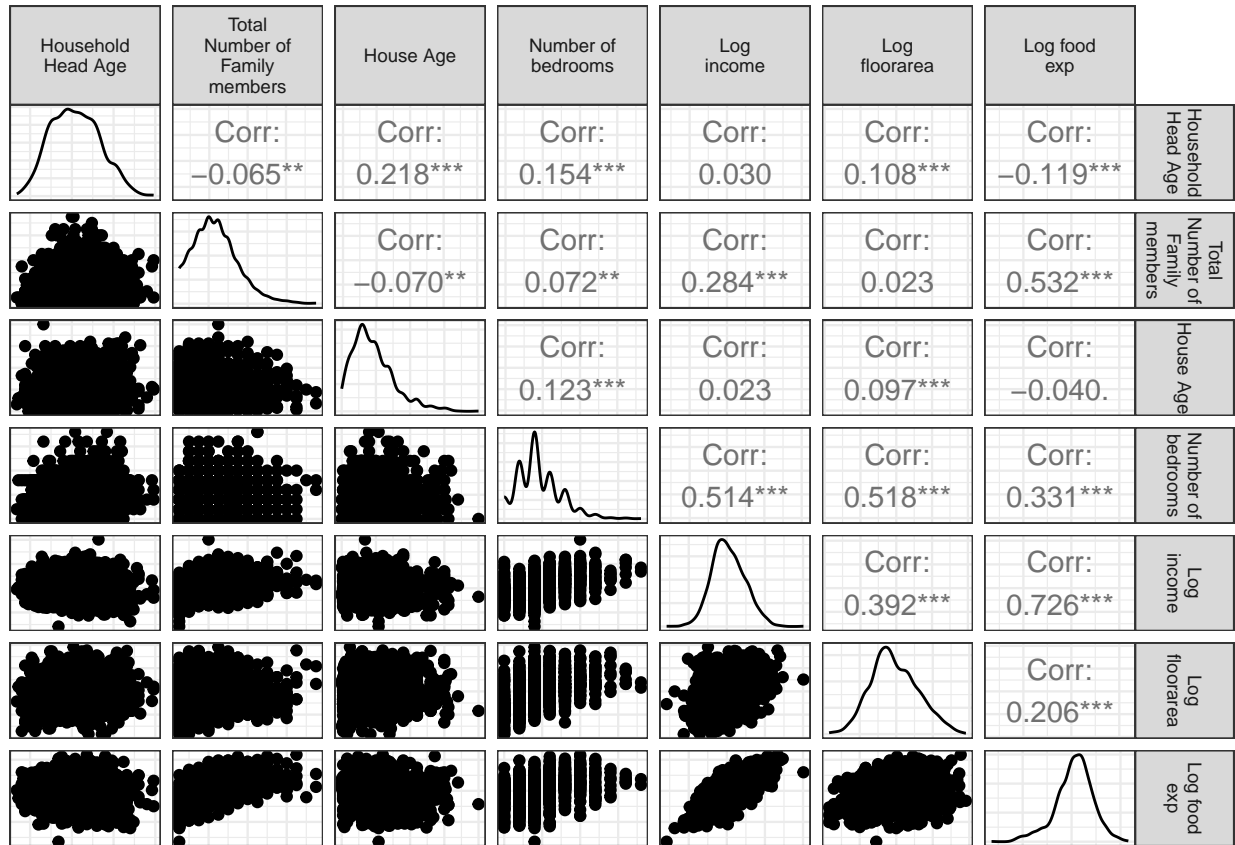 Household
Head Age
Total
Number of
Family
members
House Age
Number of
bedrooms
Log
income
Log
floorarea
Log food
exp
Corr:
−0.065**
Corr:
0.218***
Corr:
0.154***
Corr:
0.030
Corr:
0.108***
Corr:
−0.119***
Household
Head Age
Corr:
−0.070**
Corr:
0.072**
Corr:
0.284***
Corr:
0.023
Corr:
0.532***
Total
Number of
Family
members
Corr:
0.123***
Corr:
0.023
Corr:
0.097***
Corr:
−0.040.
House Age
Corr:
0.514***
Corr:
0.518***
Corr:
0.331***
Number of
bedrooms
Corr:
0.392***
Corr:
0.726***
Log
income
Corr:
0.206***
Log
floorarea
Log food
exp